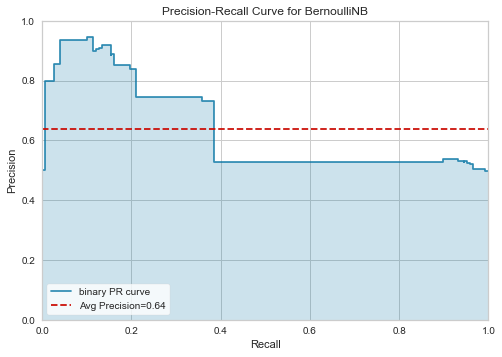 Precision-Recall Curve for BernoulliNB
1.0
0.8
0.6
0.4
0.2
0.0
Precision
binary PR curve
Avg Precision=0.64
0.0 0.2 0.4 0.6 0.8 1.0
Recall